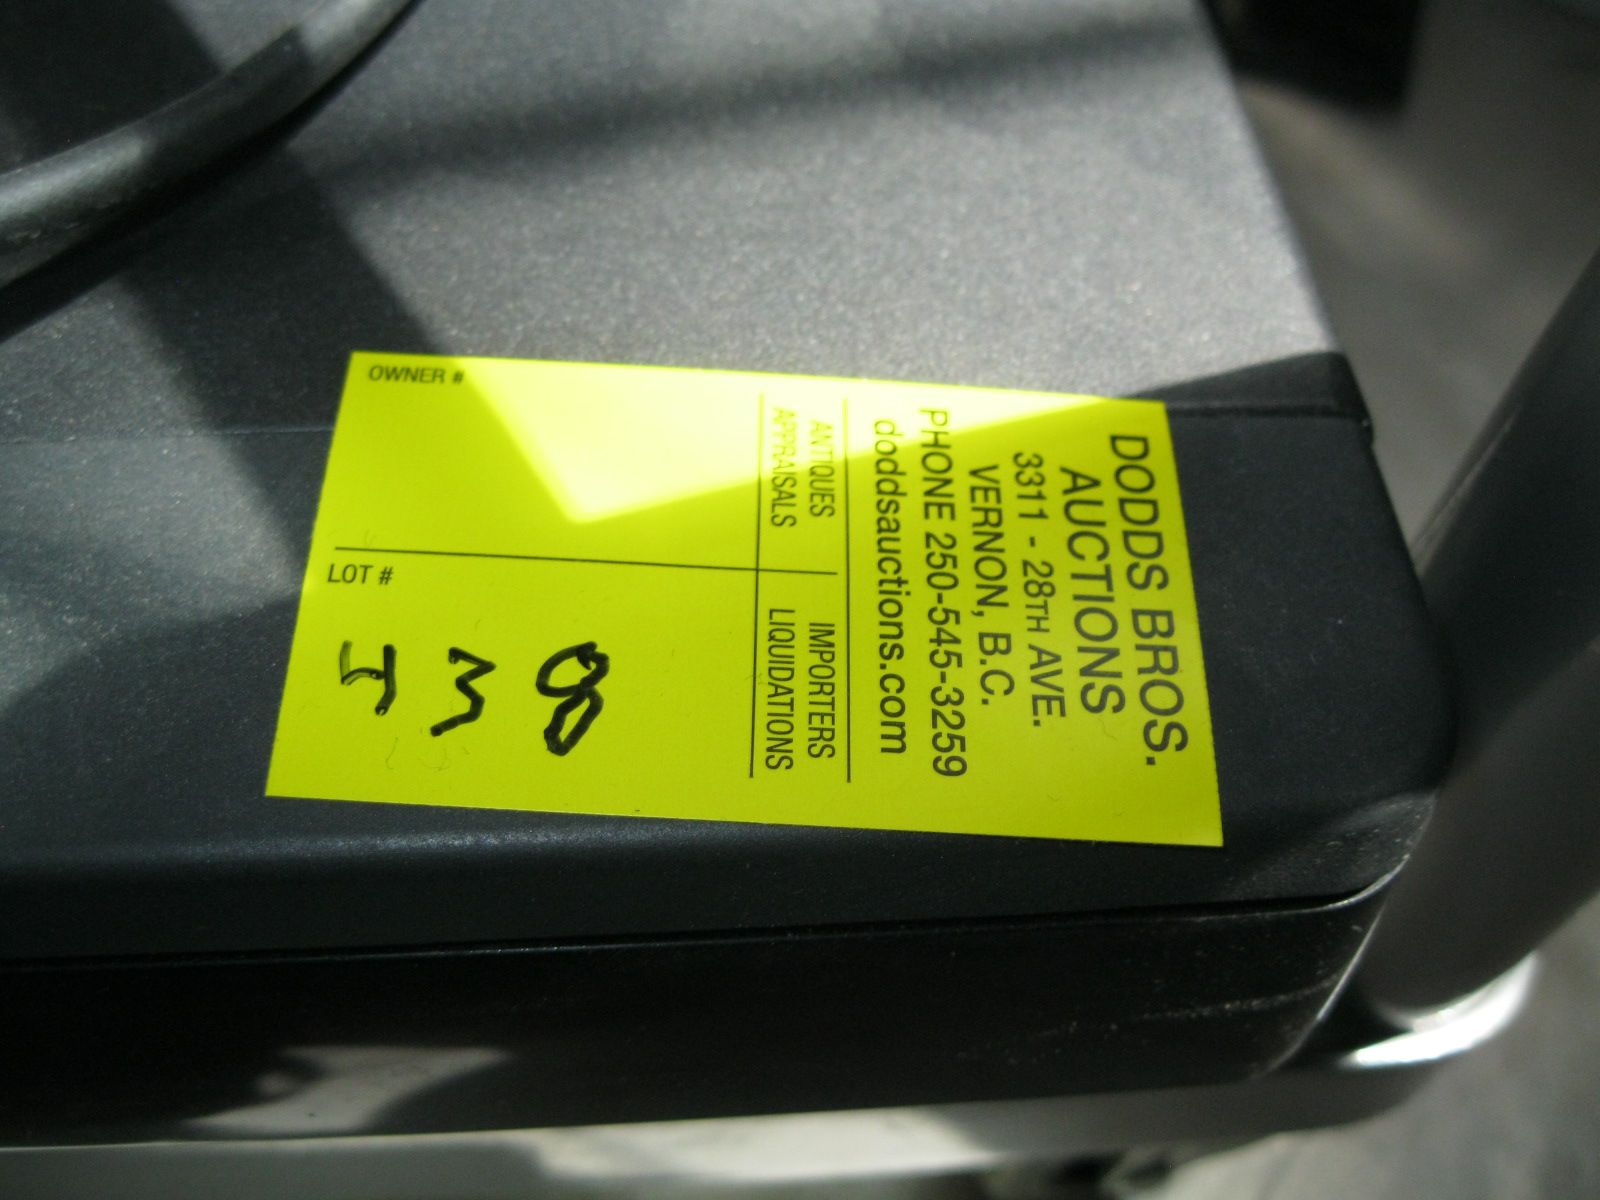 DODDS BROS.
AUCTIONS
3311 - 28TH AVE.
VERNON, B.C.
PHONE 250-545-3259
doddsauctions.com
ANTIQUES IMPORTERS
APPRAISALS LIQUIDATIONS
OWNER #
LOT #